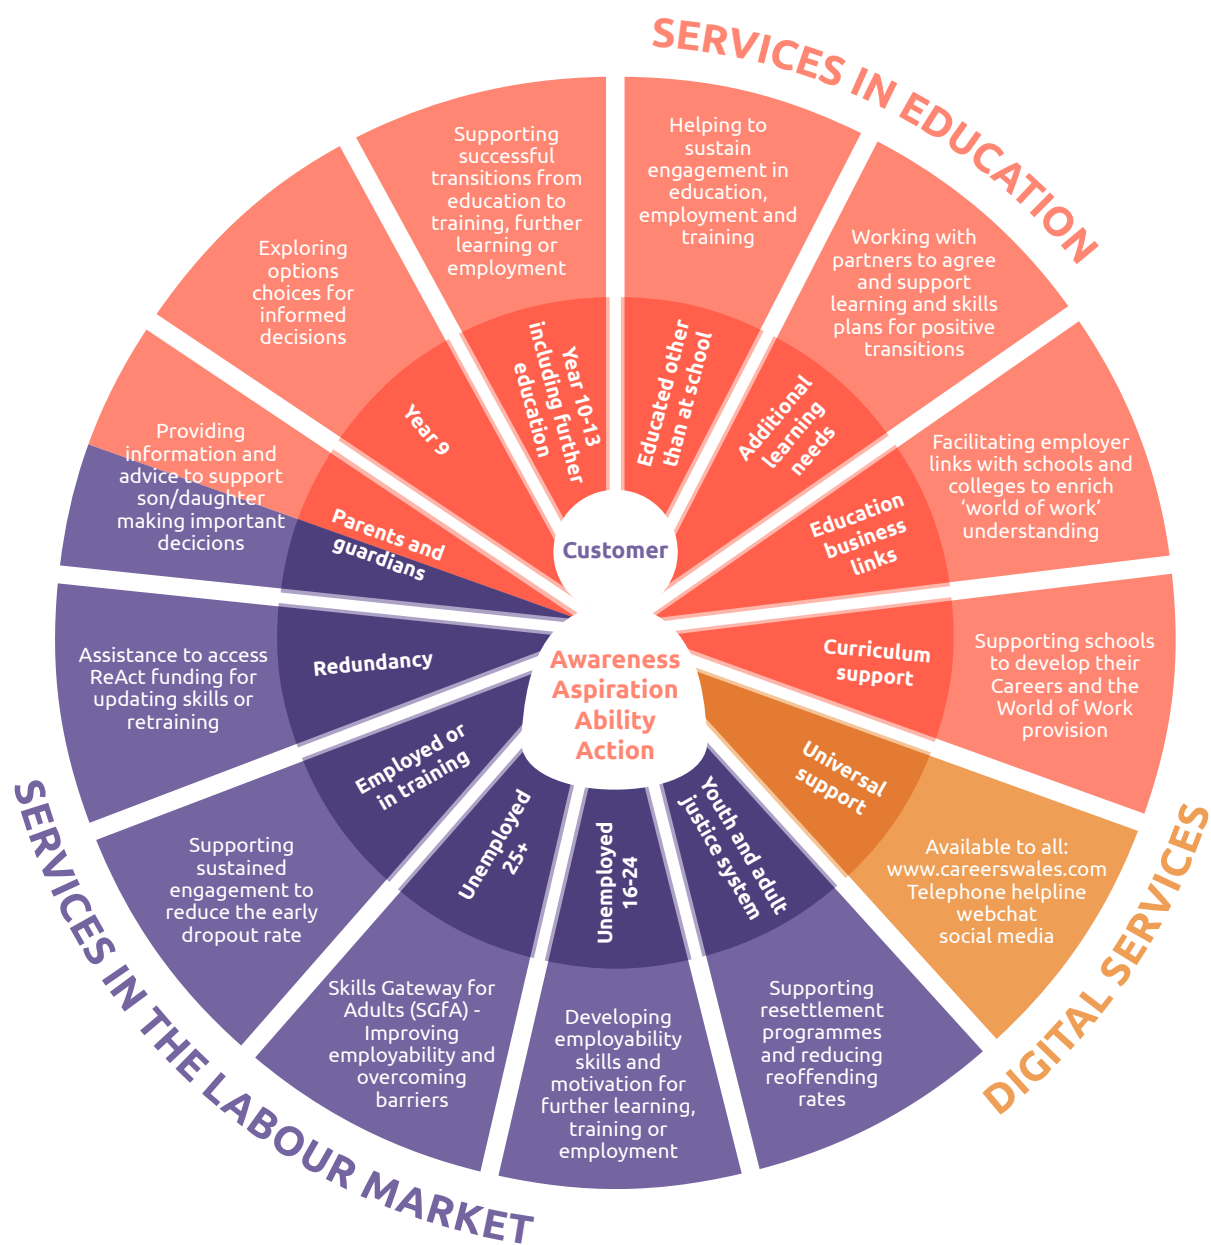 SERVICES IN EDUCATION
Helping to
sustain
engagement in
education,
employment and
training
Educated other
than at school
Working with
partners to agree
and support
learning and skills
plans for positive
transitions
Additional
learning
needs
Facilitating employer
links with schools and
colleges to enrich
‘world of work’
understanding
Education
business
links
Supporting schools
to develop their
Careers and the
World of Work
provision
Curriculum
support
DIGITAL SERVICES
Available to all:
www.careerswales.com
Telephone helpline
webchat
social media
Universal
support
SERVICES IN THE LABOUR MARKET
Supporting
resettlement
programmes
and reducing
reoffending
rates
Youth and adult
justice system
Developing
employability
skills and
motivation for
further learning,
training or
employment
Unemployed
16-24
Skills Gateway for
Adults (SGfA) -
Improving
employability and
overcoming
barriers
Unemployed
25+
Supporting
sustained
engagement to
reduce the early
dropout rate
Employed or
in training
Assistance to access
ReAct funding for
updating skills or
retraining
Redundancy
Providing
information and
advice to support
son/daughter
making important
decicions
Parents and
guardians
Exploring
options
choices for
informed
decisions
Year 9
Supporting
successful
transitions from
education to
training, further
learning or
employment
Year 10-13
including further
education
Customer
Awareness
Aspiration
Ability
Action